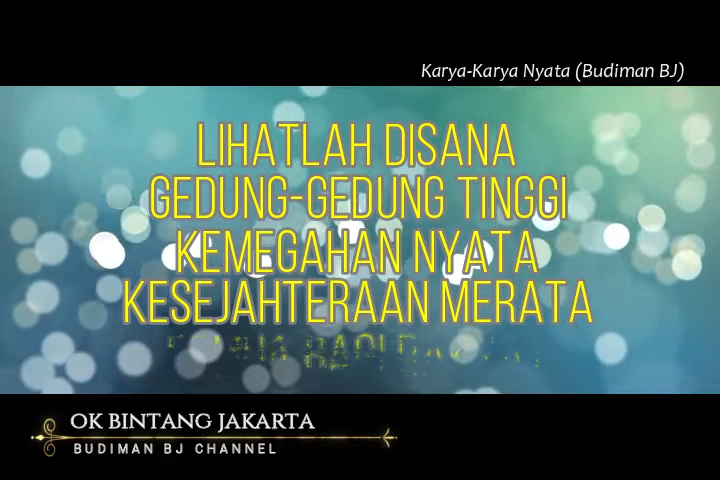 Karya-Karya Nyata (Budiman BJ)
LIHATLAH DISANA
GEDUNG-GEDUNG TINGGI
KEMEGAHAN NYATA
KESEJAHTERAAN MERATA
OK BINTANG JAKARTA
BUDIMAN BJ CHANNEL